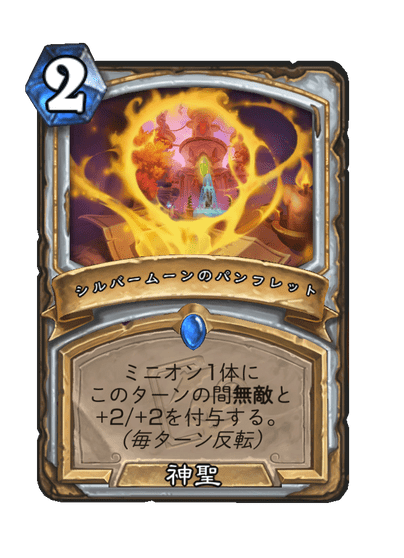 2
シルバームーンのパンフレット
ミニオン1体に
このターンの間無敵と
+2/+2を付与する。
(毎ターン反転)
神聖